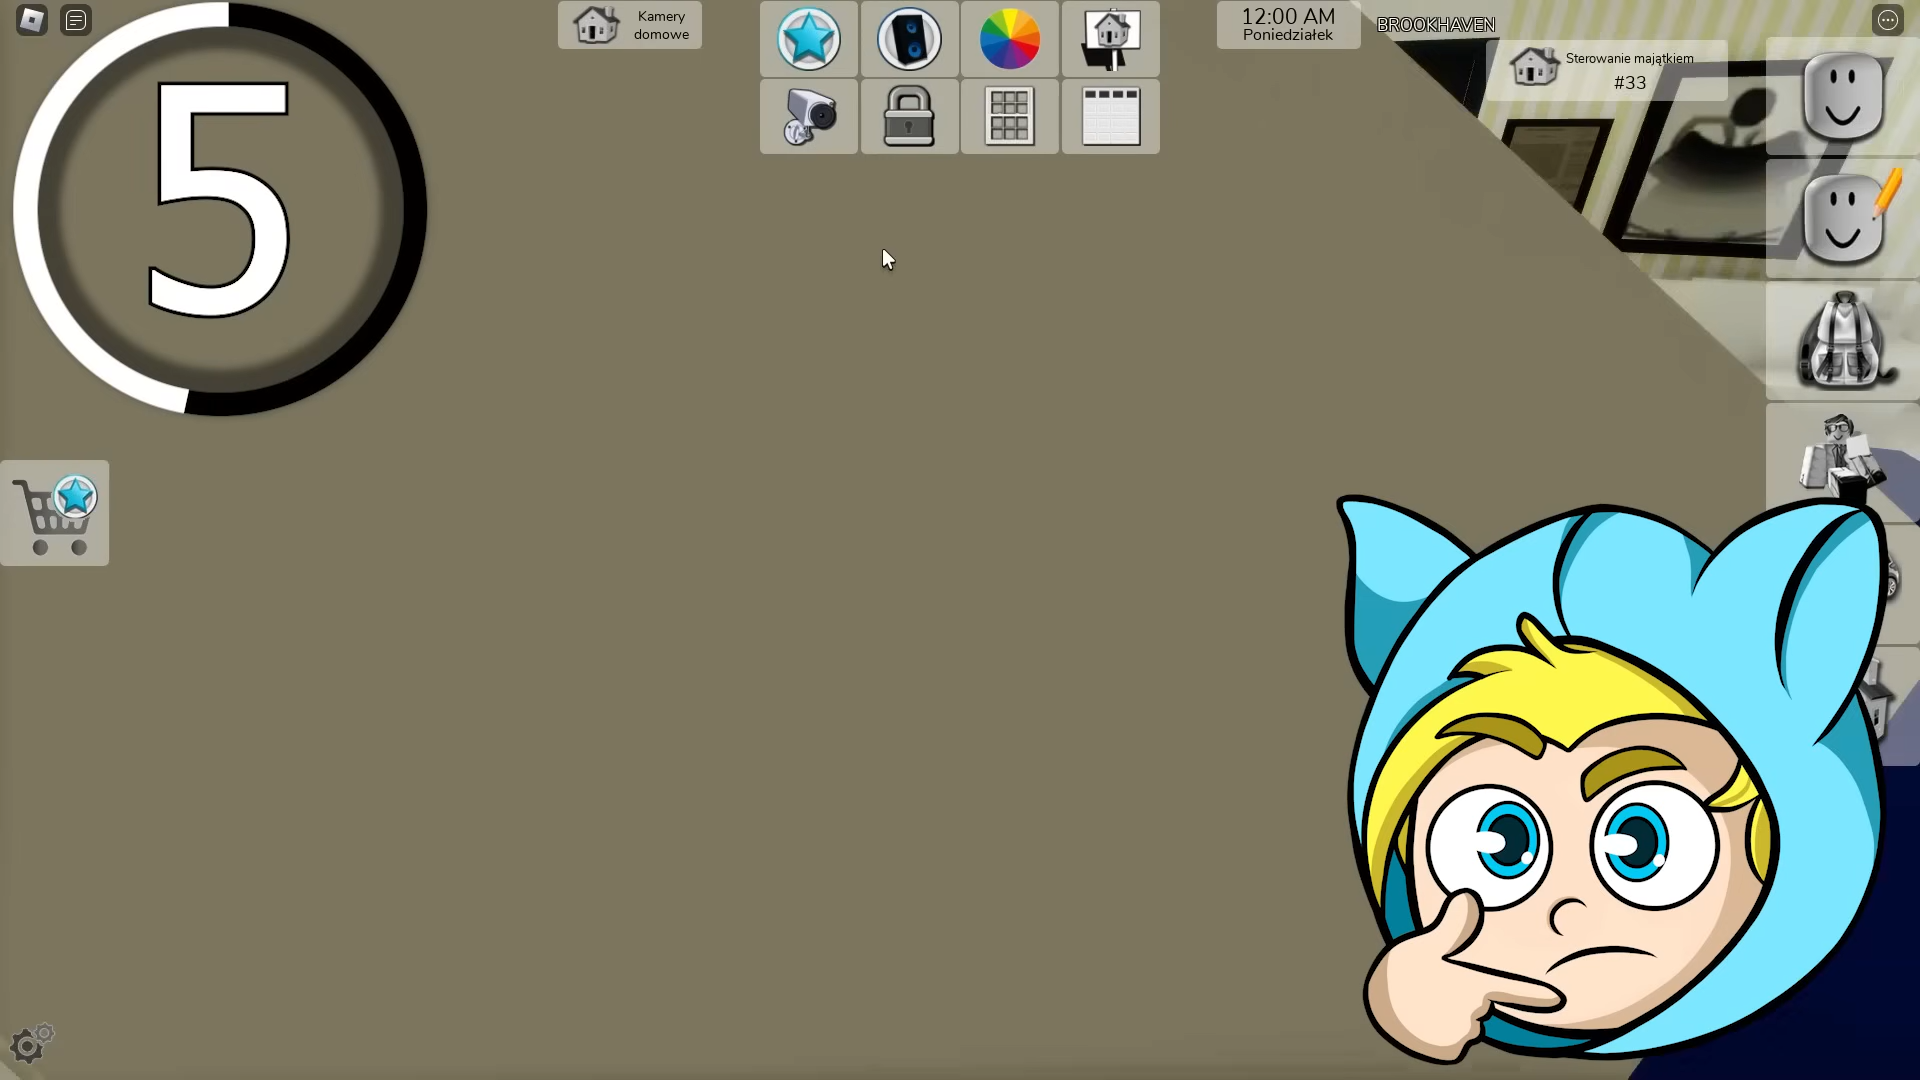 5
Kamery
domowe
12:00 AM
Poniedziałek
BROOKHAVEN
Sterowanie majątkiem
#33